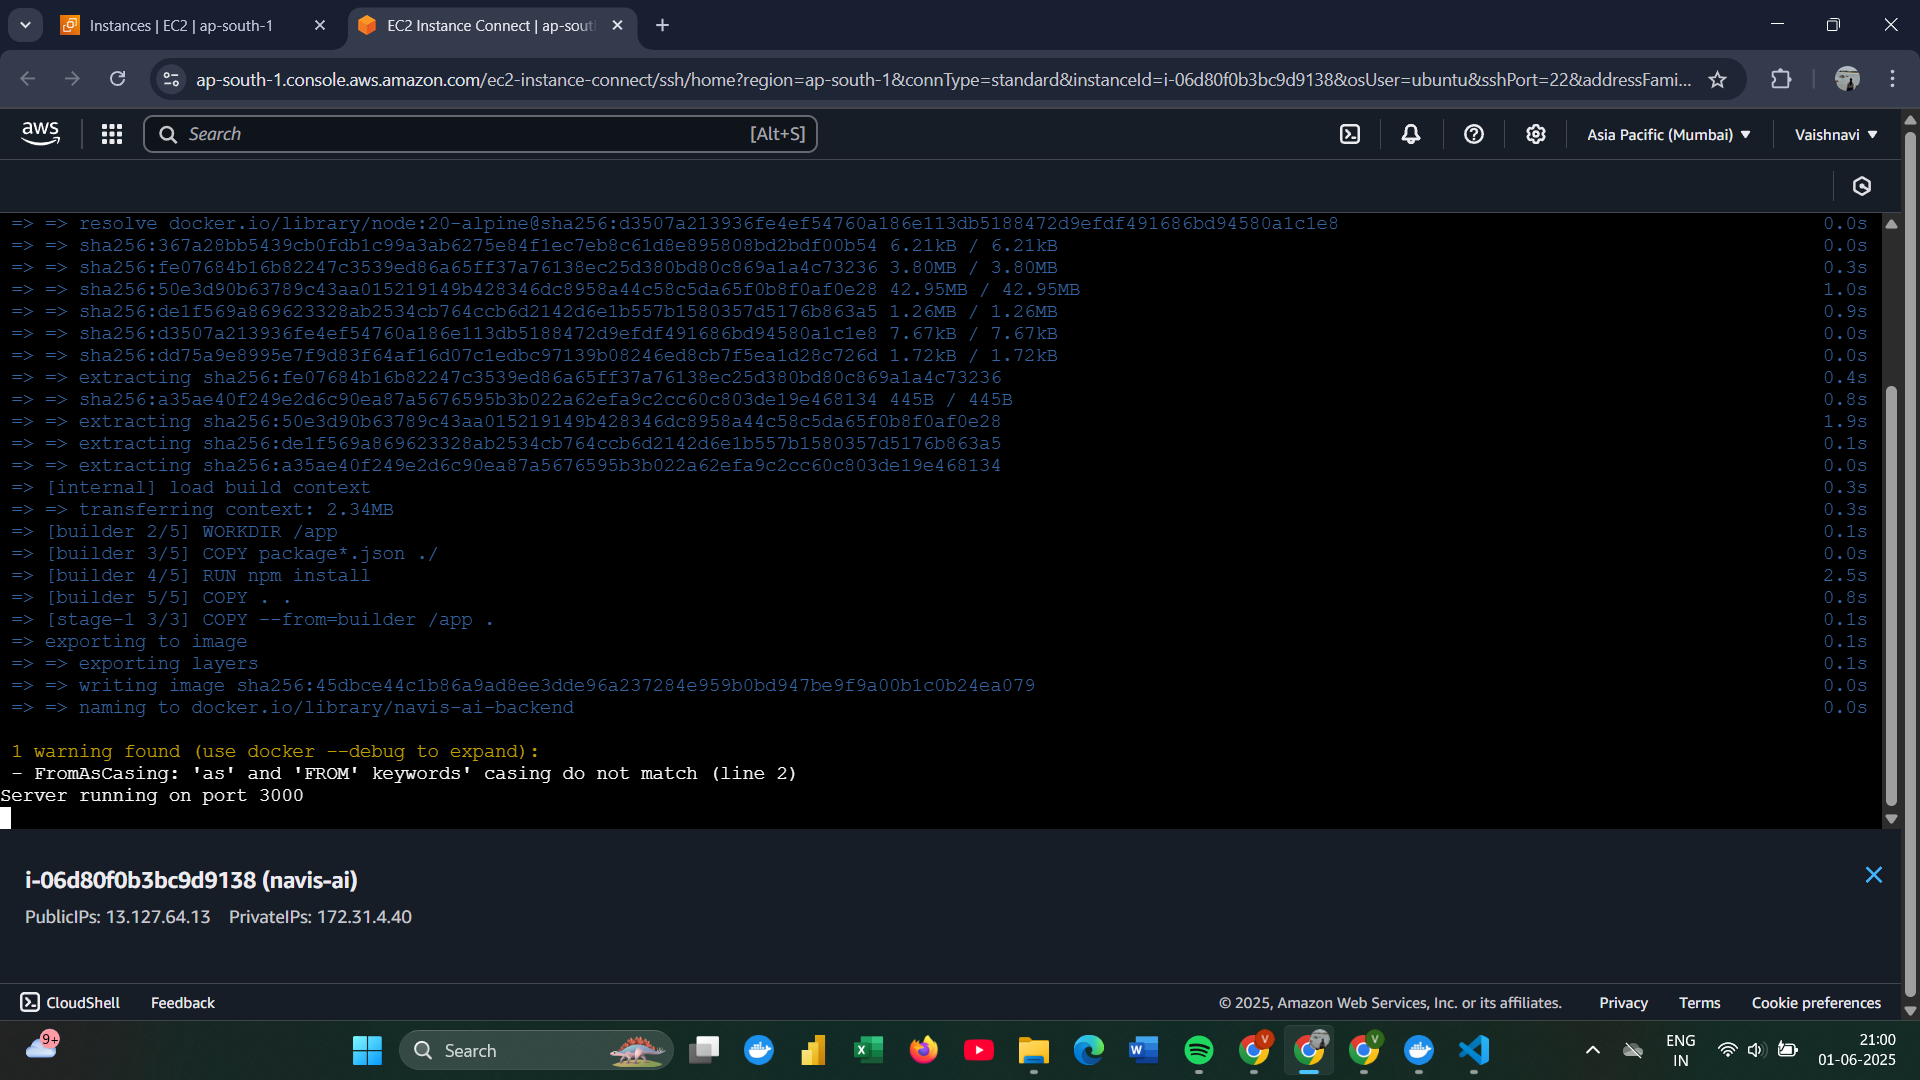 Instances | EC2 | ap-south-1
EC2 Instance Connect | ap-sout
ap-south-1.console.aws.amazon.com/ec2-instance-connect/ssh/home?region=ap-south-1&connType=standard&instanceId=i-06d80f0b3bc9d9138&osUser=ubuntu&sshPort=22&addressFami...
aws
Search
[Alt+S]
Asia Pacific (Mumbai)
Vaishnavi
=> => resolve docker.io/library/node:20-alpine@sha256:d3507a213936fe4ef54760a186e113db5188472d9efdf491686bd94580a1c1e8 0.0s
=> => sha256:367a28bb5439cb0fdb1c99a3ab6275e84f1ec7eb8c61d8e895808bd2bdf00b54 6.21kB / 6.21kB 0.0s
=> => sha256:fe07684b16b82247c3539ed86a65ff37a76138ec25d380bd80c869a1a4c73236 3.80MB / 3.80MB 0.3s
=> => sha256:50e3d90b63789c43aa015219149b428346dc8958a44c58c5da65f0b8f0af0e28 42.95MB / 42.95MB 1.0s
=> => sha256:de1f569a869623328ab2534cb764ccb6d2142d6e1b557b1580357d5176b863a5 1.26MB / 1.26MB 0.9s
=> => sha256:d3507a213936fe4ef54760a186e113db5188472d9efdf491686bd94580a1c1e8 7.67kB / 7.67kB 0.0s
=> => sha256:dd75a9e8995e7f9d83f64af16d07c1edbc97139b08246ed8cb7f5ea1d28c726d 1.72kB / 1.72kB 0.0s
=> => extracting sha256:fe07684b16b82247c3539ed86a65ff37a76138ec25d380bd80c869a1a4c73236 0.4s
=> => sha256:a35ae40f249e2d6c90ea87a5676595b3b022a62efa9c2cc60c803de19e468134 445B / 445B 0.8s
=> => extracting sha256:50e3d90b63789c43aa015219149b428346dc8958a44c58c5da65f0b8f0af0e28 1.9s
=> => extracting sha256:de1f569a869623328ab2534cb764ccb6d2142d6e1b557b1580357d5176b863a5 0.1s
=> => extracting sha256:a35ae40f249e2d6c90ea87a5676595b3b022a62efa9c2cc60c803de19e468134 0.0s
=> [internal] load build context 0.3s
=> => transferring context: 2.34MB 0.3s
=> [builder 2/5] WORKDIR /app 0.1s
=> [builder 3/5] COPY package*.json ./ 0.0s
=> [builder 4/5] RUN npm install 2.5s
=> [builder 5/5] COPY . . 0.8s
=> [stage-1 3/3] COPY --from=builder /app . 0.1s
=> exporting to image 0.1s
=> => exporting layers 0.1s
=> => writing image sha256:45dbce44c1b86a9ad8ee3dde96a237284e959b0bd947be9f9a00b1c0b24ea079 0.0s
=> => naming to docker.io/library/navis-ai-backend 0.0s
1 warning found (use docker --debug to expand):
- FromAsCasing: 'as' and 'FROM' keywords' casing do not match (line 2)
Server running on port 3000
i-06d80f0b3bc9d9138 (navis-ai)
PublicIPs: 13.127.64.13 PrivateIPs: 172.31.4.40
CloudShell
Feedback
© 2025, Amazon Web Services, Inc. or its affiliates.
Privacy
Terms
Cookie preferences
9+
Search
ENG
IN
21:00
01-06-2025